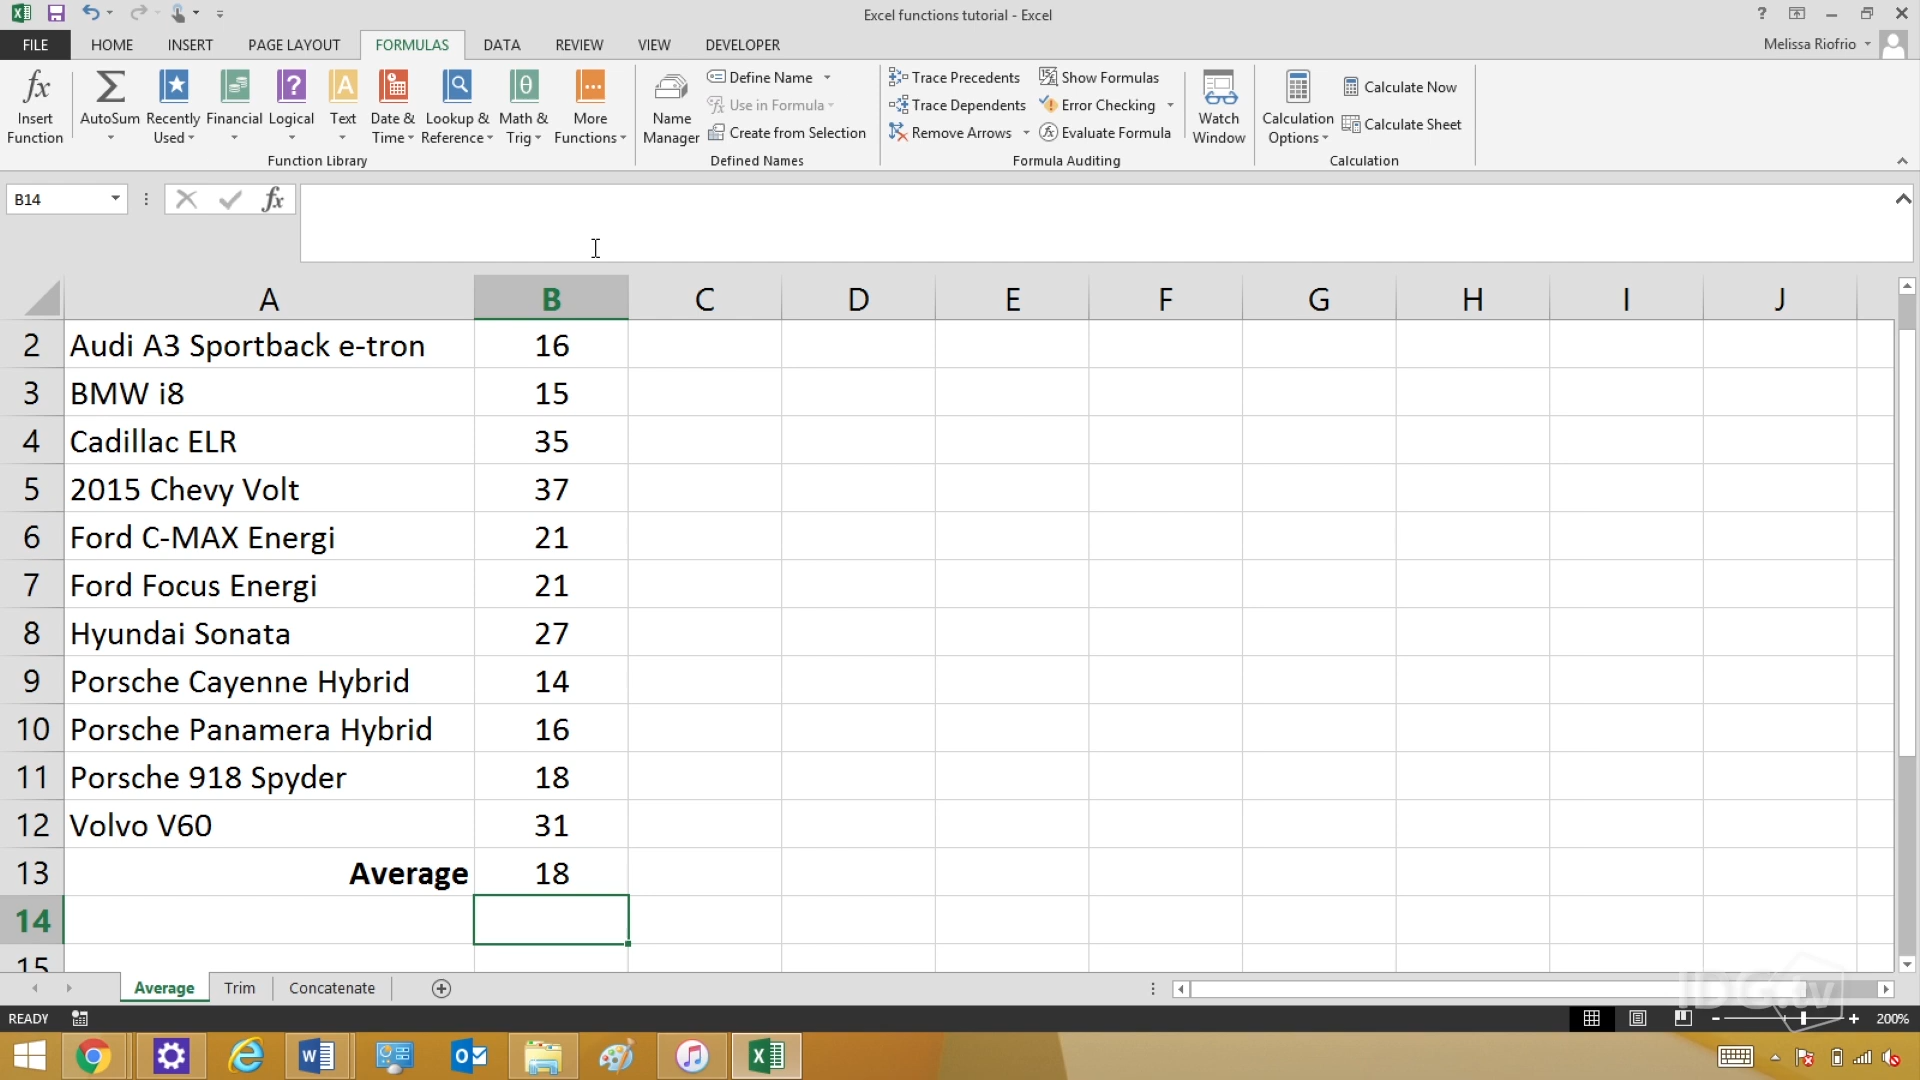 Excel functions tutorial - Excel
?
FILE HOME INSERT PAGE LAYOUT FORMULAS DATA REVIEW VIEW DEVELOPER Melissa Riofrio
Insert Function
AutoSum
Recently Used
Financial
Logical
Text
Date & Time
Lookup & Reference
Math & Trig
More Functions
Function Library
Name Manager
Define Name
Use in Formula
Create from Selection
Defined Names
Trace Precedents
Trace Dependents
Remove Arrows
Show Formulas
Error Checking
Evaluate Formula
Formula Auditing
Watch Window
Calculation Options
Calculate Now
Calculate Sheet
Calculation
B14 fx
A B C D E F G H I J
2 Audi A3 Sportback e-tron 16
3 BMW i8 15
4 Cadillac ELR 35
5 2015 Chevy Volt 37
6 Ford C-MAX Energi 21
7 Ford Focus Energi 21
8 Hyundai Sonata 27
9 Porsche Cayenne Hybrid 14
10 Porsche Panamera Hybrid 16
11 Porsche 918 Spyder 18
12 Volvo V60 31
13 Average 18
14
15
Average Trim Concatenate
IDG.tv
READY 200%